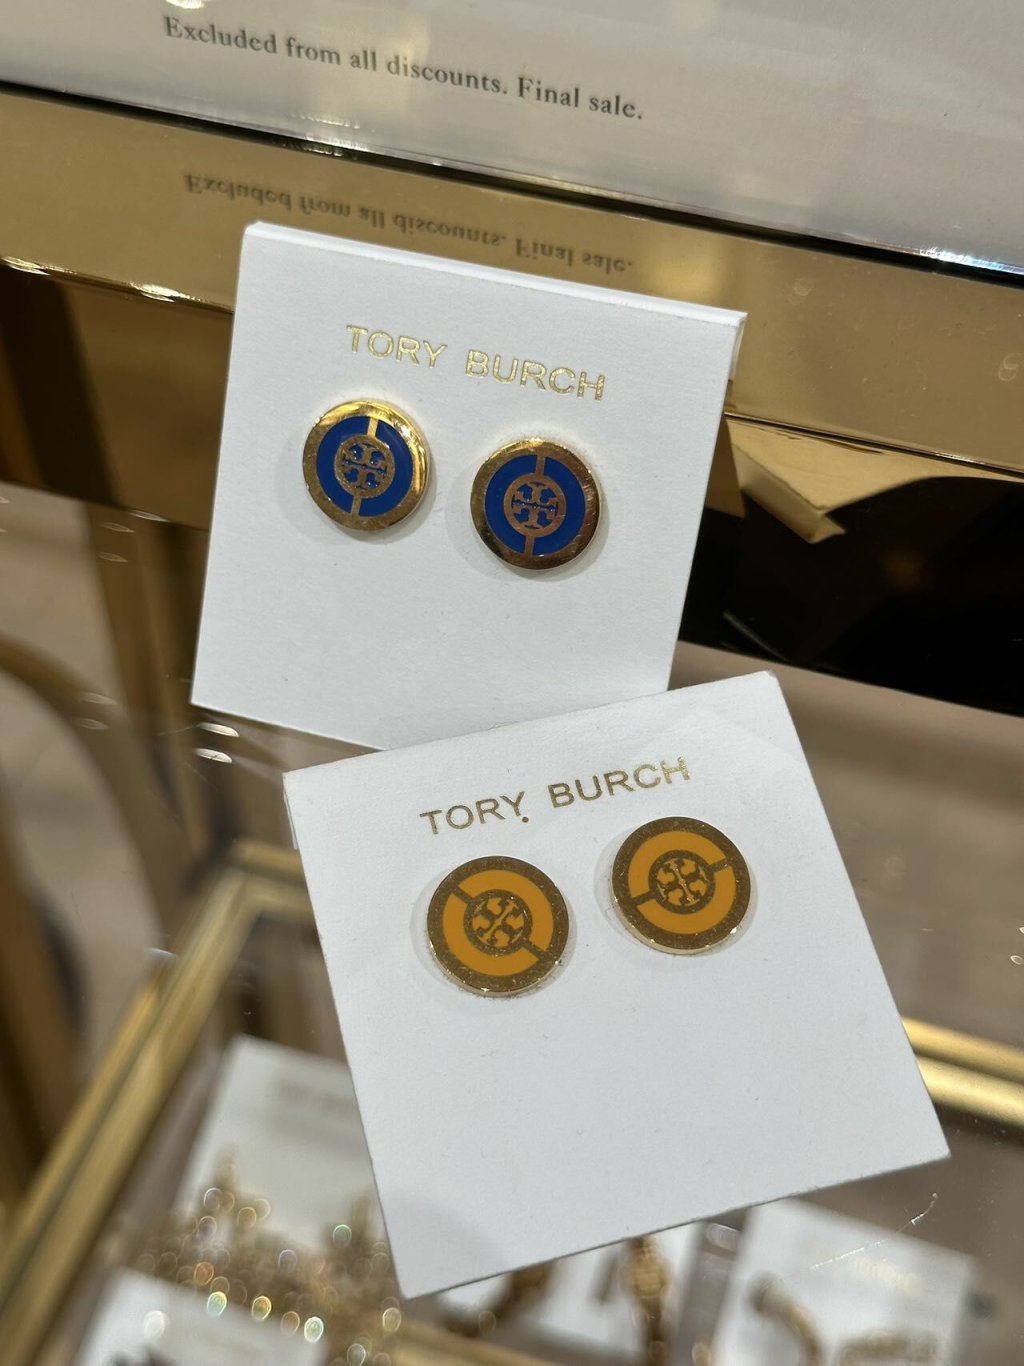 Excluded from all discounts. Final sale.
Excluded from all discounts. Final sale.
TORY BURCH
TORY BURCH